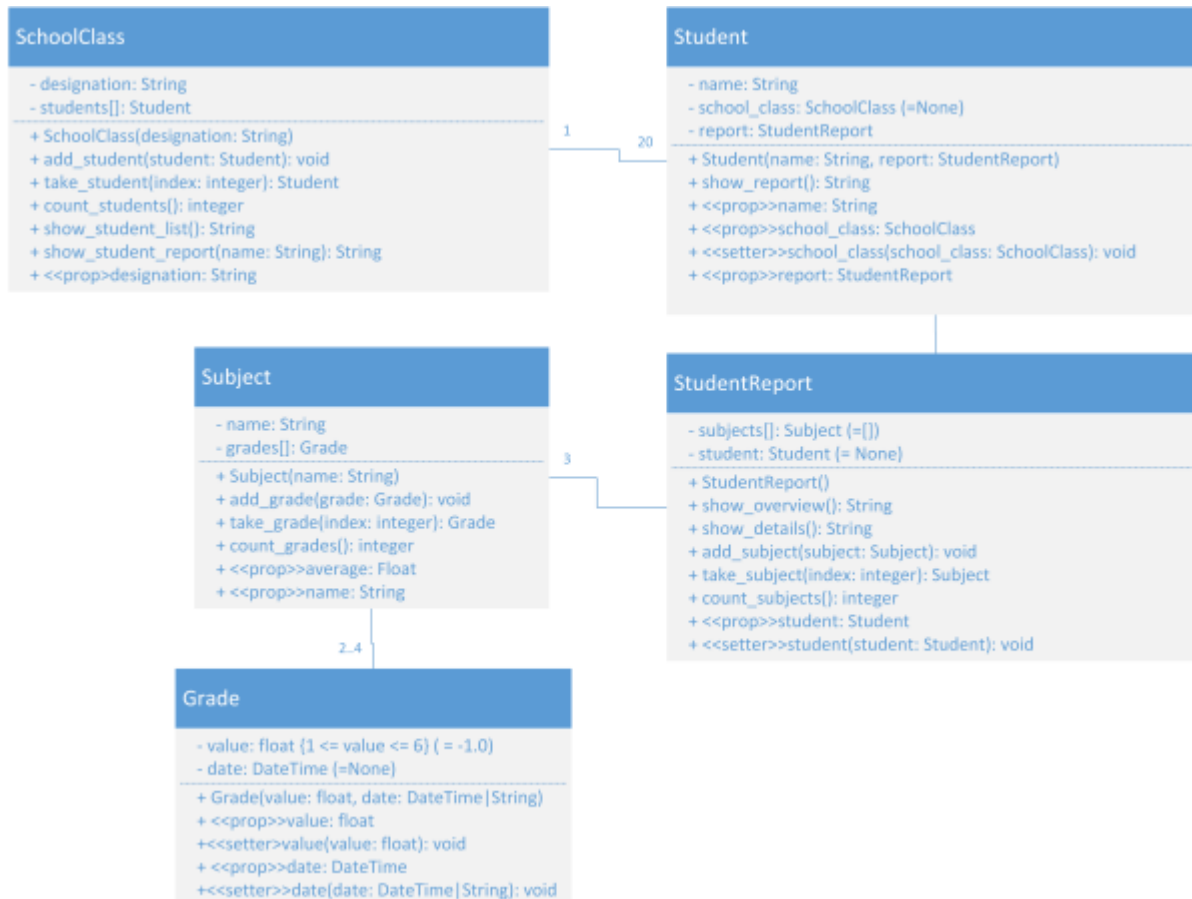 SchoolClass
- designation: String
- students[]: Student
+ SchoolClass(designation: String)
+ add_student(student: Student): void
+ take_student(index: integer): Student
+ count_students(): integer
+ show_student_list(): String
+ show_student_report(name: String): String
+ <<prop>designation: String
1
20
Student
- name: String
- school_class: SchoolClass (=None)
- report: StudentReport
+ Student(name: String, report: StudentReport)
+ show_report(): String
+ <<prop>>name: String
+ <<prop>>school_class: SchoolClass
+ <<setter>>school_class(school_class: SchoolClass): void
+ <<prop>>report: StudentReport
Subject
- name: String
- grades[]: Grade
+ Subject(name: String)
+ add_grade(grade: Grade): void
+ take_grade(index: integer): Grade
+ count_grades(): integer
+ <<prop>>average: Float
+ <<prop>>name: String
3
StudentReport
- subjects[]: Subject (=[])
- student: Student (= None)
+ StudentReport()
+ show_overview(): String
+ show_details(): String
+ add_subject(subject: Subject): void
+ take_subject(index: integer): Subject
+ count_subjects(): integer
+ <<prop>>student: Student
+ <<setter>>student(student: Student): void
2..4
Grade
- value: float {1 <= value <= 6} ( = -1.0)
- date: DateTime (=None)
+ Grade(value: float, date: DateTime|String)
+ <<prop>>value: float
+<<setter>value(value: float): void
+ <<prop>>date: DateTime
+<<setter>>date(date: DateTime|String): void